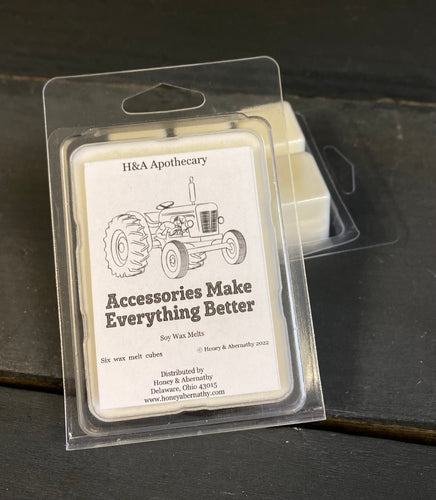 H&A Apothecary
Accessories Make
Everything Better
Soy Wax Melts
Six wax melt cubes
© Honey & Abernathy 2022
Distributed by
Honey & Abernathy
Delaware, Ohio 43015
www.honeyabernathy.com